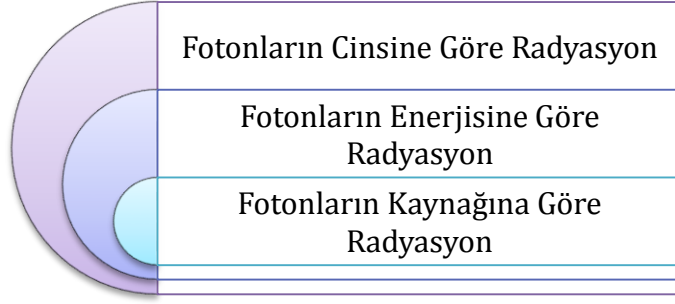 Fotonların Cinsine Göre Radyasyon
Fotonların Enerjisine Göre
Radyasyon
Fotonların Kaynağına Göre
Radyasyon